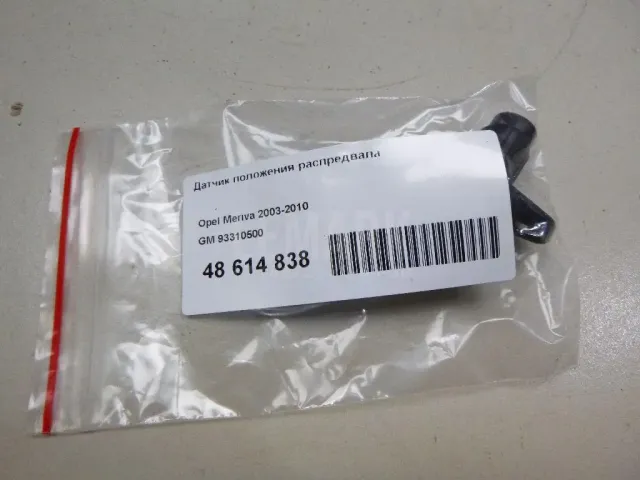 Датчик положения распредвала
Opel Meriva 2003-2010
GM 93310500
48 614 838